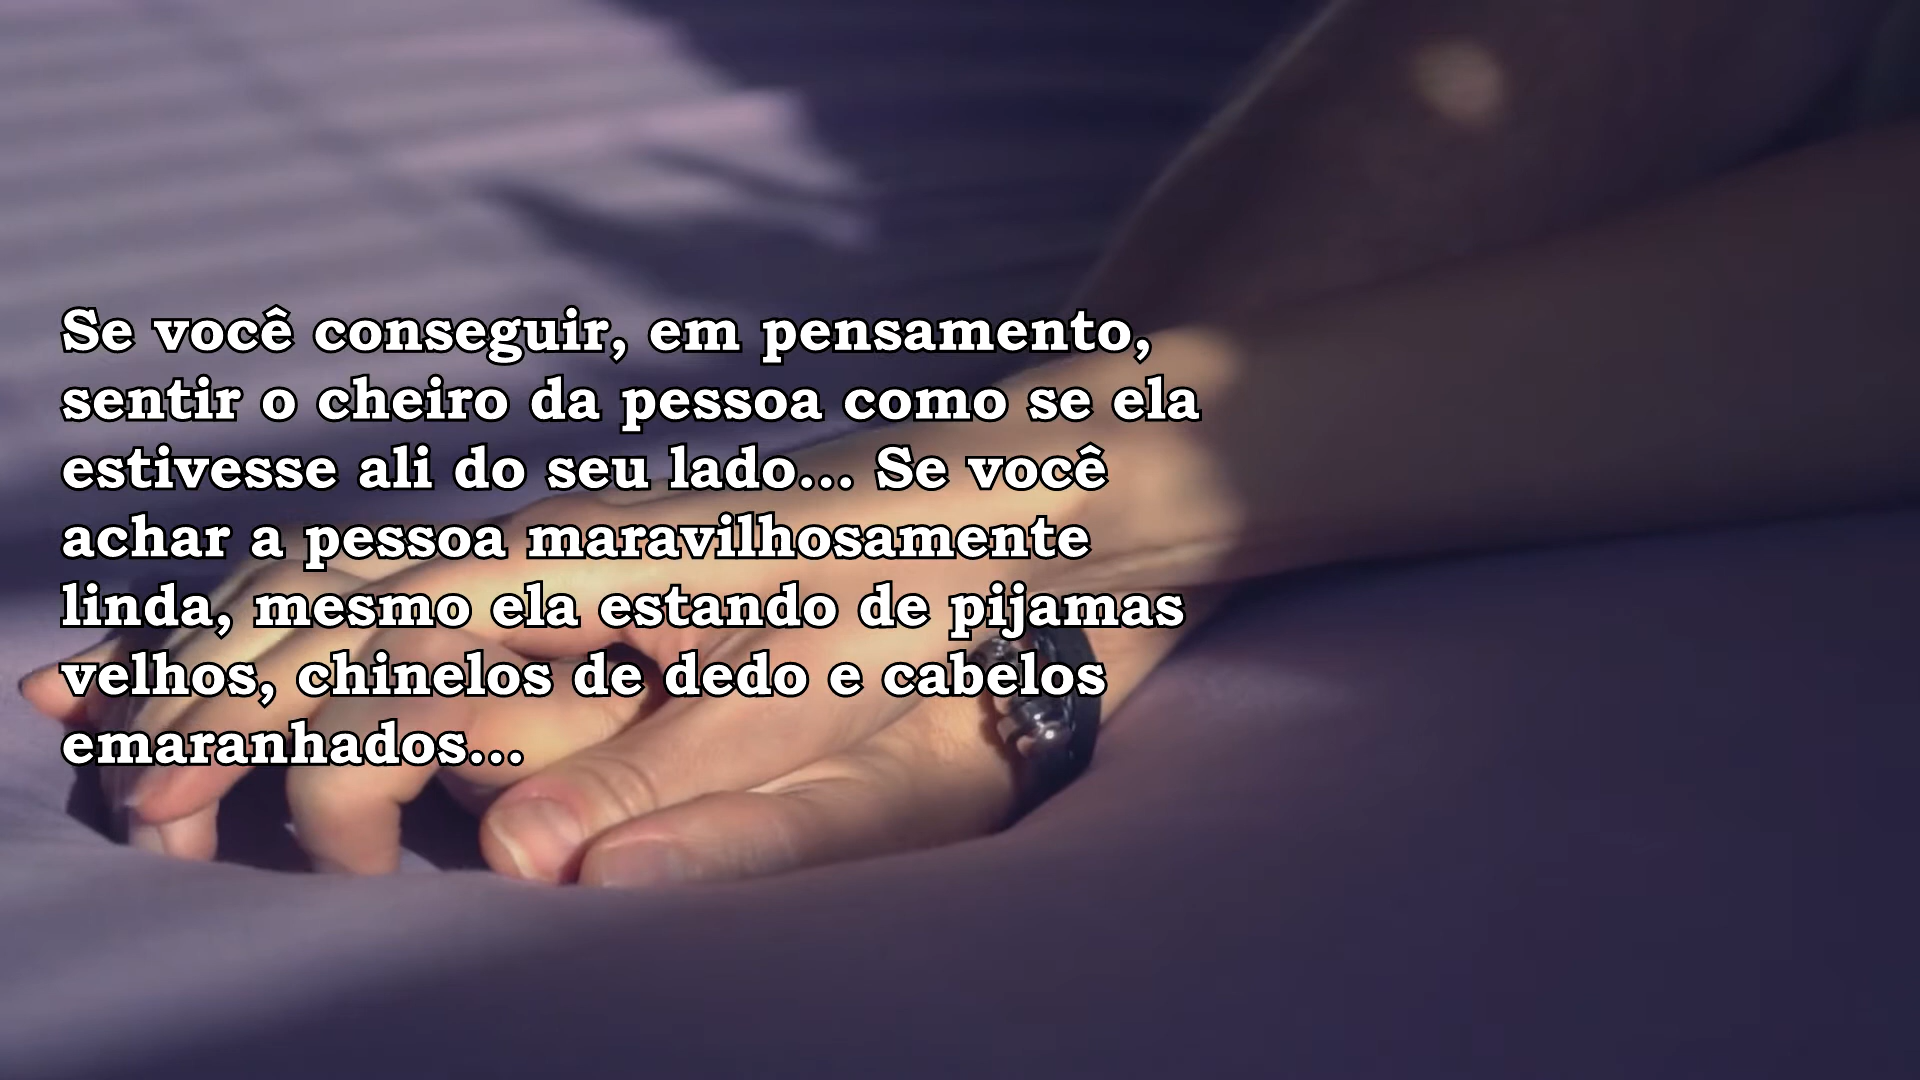 Se você conseguir, em pensamento,
sentir o cheiro da pessoa como se ela
estivesse ali do seu lado... Se você
achar a pessoa maravilhosamente
linda, mesmo ela estando de pijamas
velhos, chinelos de dedo e cabelos
emaranhados...